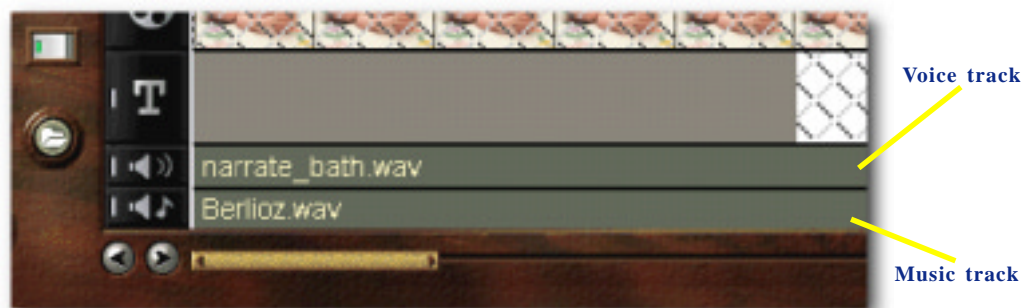 Voice track
T
narrate_bath.wav
Berlioz.wav
Music track